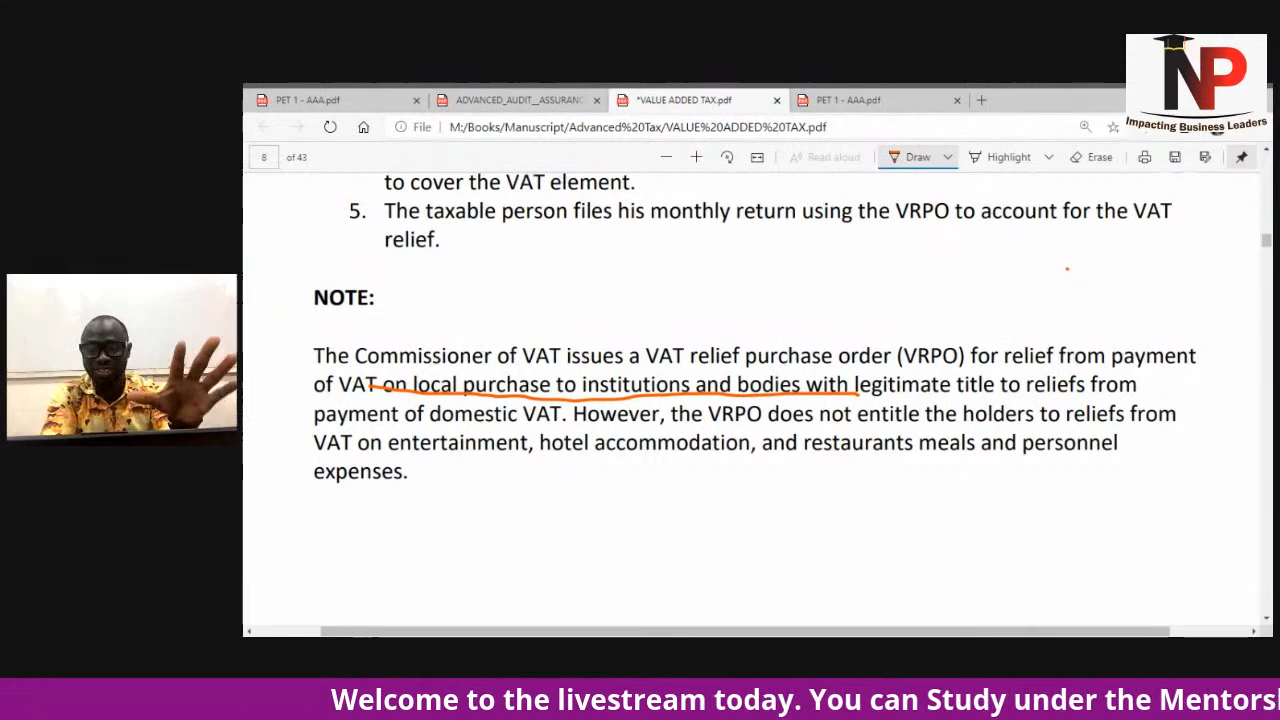 NP
Impacting Business Leaders
PET 1 - AAA.pdf
ADVANCED_AUDIT__ASSURANC
*VALUE ADDED TAX.pdf
PET 1 - AAA.pdf
File M:/Books/Manuscript/Advanced%20Tax/VALUE%20ADDED%20TAX.pdf
8 of 43
Read aloud
Draw
Highlight
Erase
to cover the VAT element.
5. The taxable person files his monthly return using the VRPO to account for the VAT
relief.
NOTE:
The Commissioner of VAT issues a VAT relief purchase order (VRPO) for relief from payment
of VAT on local purchase to institutions and bodies with legitimate title to reliefs from
payment of domestic VAT. However, the VRPO does not entitle the holders to reliefs from
VAT on entertainment, hotel accommodation, and restaurants meals and personnel
expenses.
Welcome to the livestream today. You can Study under the Mentors